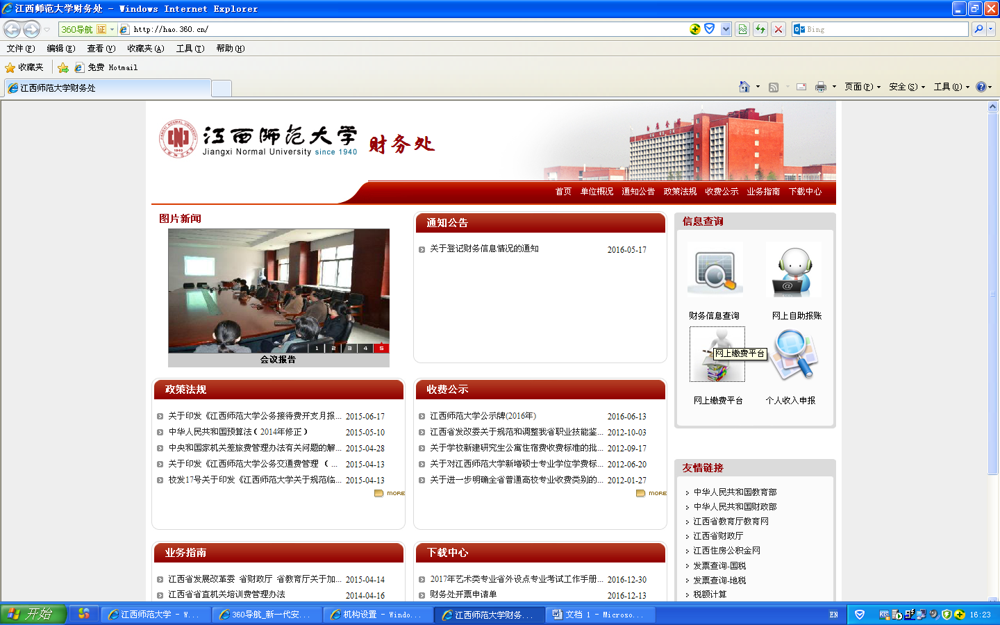 江西师范大学财务处 - Windows Internet Explorer
360导航 证 http://hao.360.cn/
Bing
文件(F) 编辑(E) 查看(V) 收藏夹(A) 工具(T) 帮助(H)
收藏夹 免费 Hotmail
江西师范大学财务处
页面(P) 安全(S) 工具(O)
江西师范大学 财务处
Jiangxi Normal University since 1940
首页 单位概况 通知公告 政策法规 收费公示 业务指南 下载中心
图片新闻
1 2 3 4 5
会议报告
通知公告
关于登记财务信息情况的通知 2016-05-17
信息查询
财务信息查询 网上自助报账
网上缴费平台
网上缴费平台 个人收入申报
政策法规
关于印发《江西师范大学公务接待费开支月报... 2015-06-17
中华人民共和国预算法（2014年修正） 2015-05-10
中央和国家机关差旅费管理办法有关问题的解... 2015-04-28
关于印发《江西师范大学公务交通费管理（... 2015-04-13
校发17号关于印发《江西师范大学关于规范临... 2015-04-13
MORE
收费公示
江西师范大学公示牌(2016年) 2016-06-13
江西省发改委关于规范和调整我省职业技能鉴... 2012-10-03
关于学校新建研究生公寓住宿费收费标准的批... 2012-09-17
关于对江西师范大学新增硕士专业学位学费标... 2012-06-20
关于进一步明确全省普通高校专业收费类别的... 2012-01-27
MORE
友情链接
中华人民共和国教育部
中华人民共和国财政部
江西省教育厅教育网
江西省财政厅
江西住房公积金网
发票查询-国税
发票查询-地税
税额计算
业务指南
江西省发展改革委 省财政厅 省教育厅关于加... 2015-04-14
江西省省直机关培训费管理办法 2014-04-16
下载中心
2017年艺术类专业省外设点专业考试工作手册... 2016-12-30
财务处开票申请单 2016-12-13
开始 江西师范大学 - W... 360导航_新一代安... 机构设置 - Windo... 江西师范大学财务... 文档 1 - Microso... EN 16:23